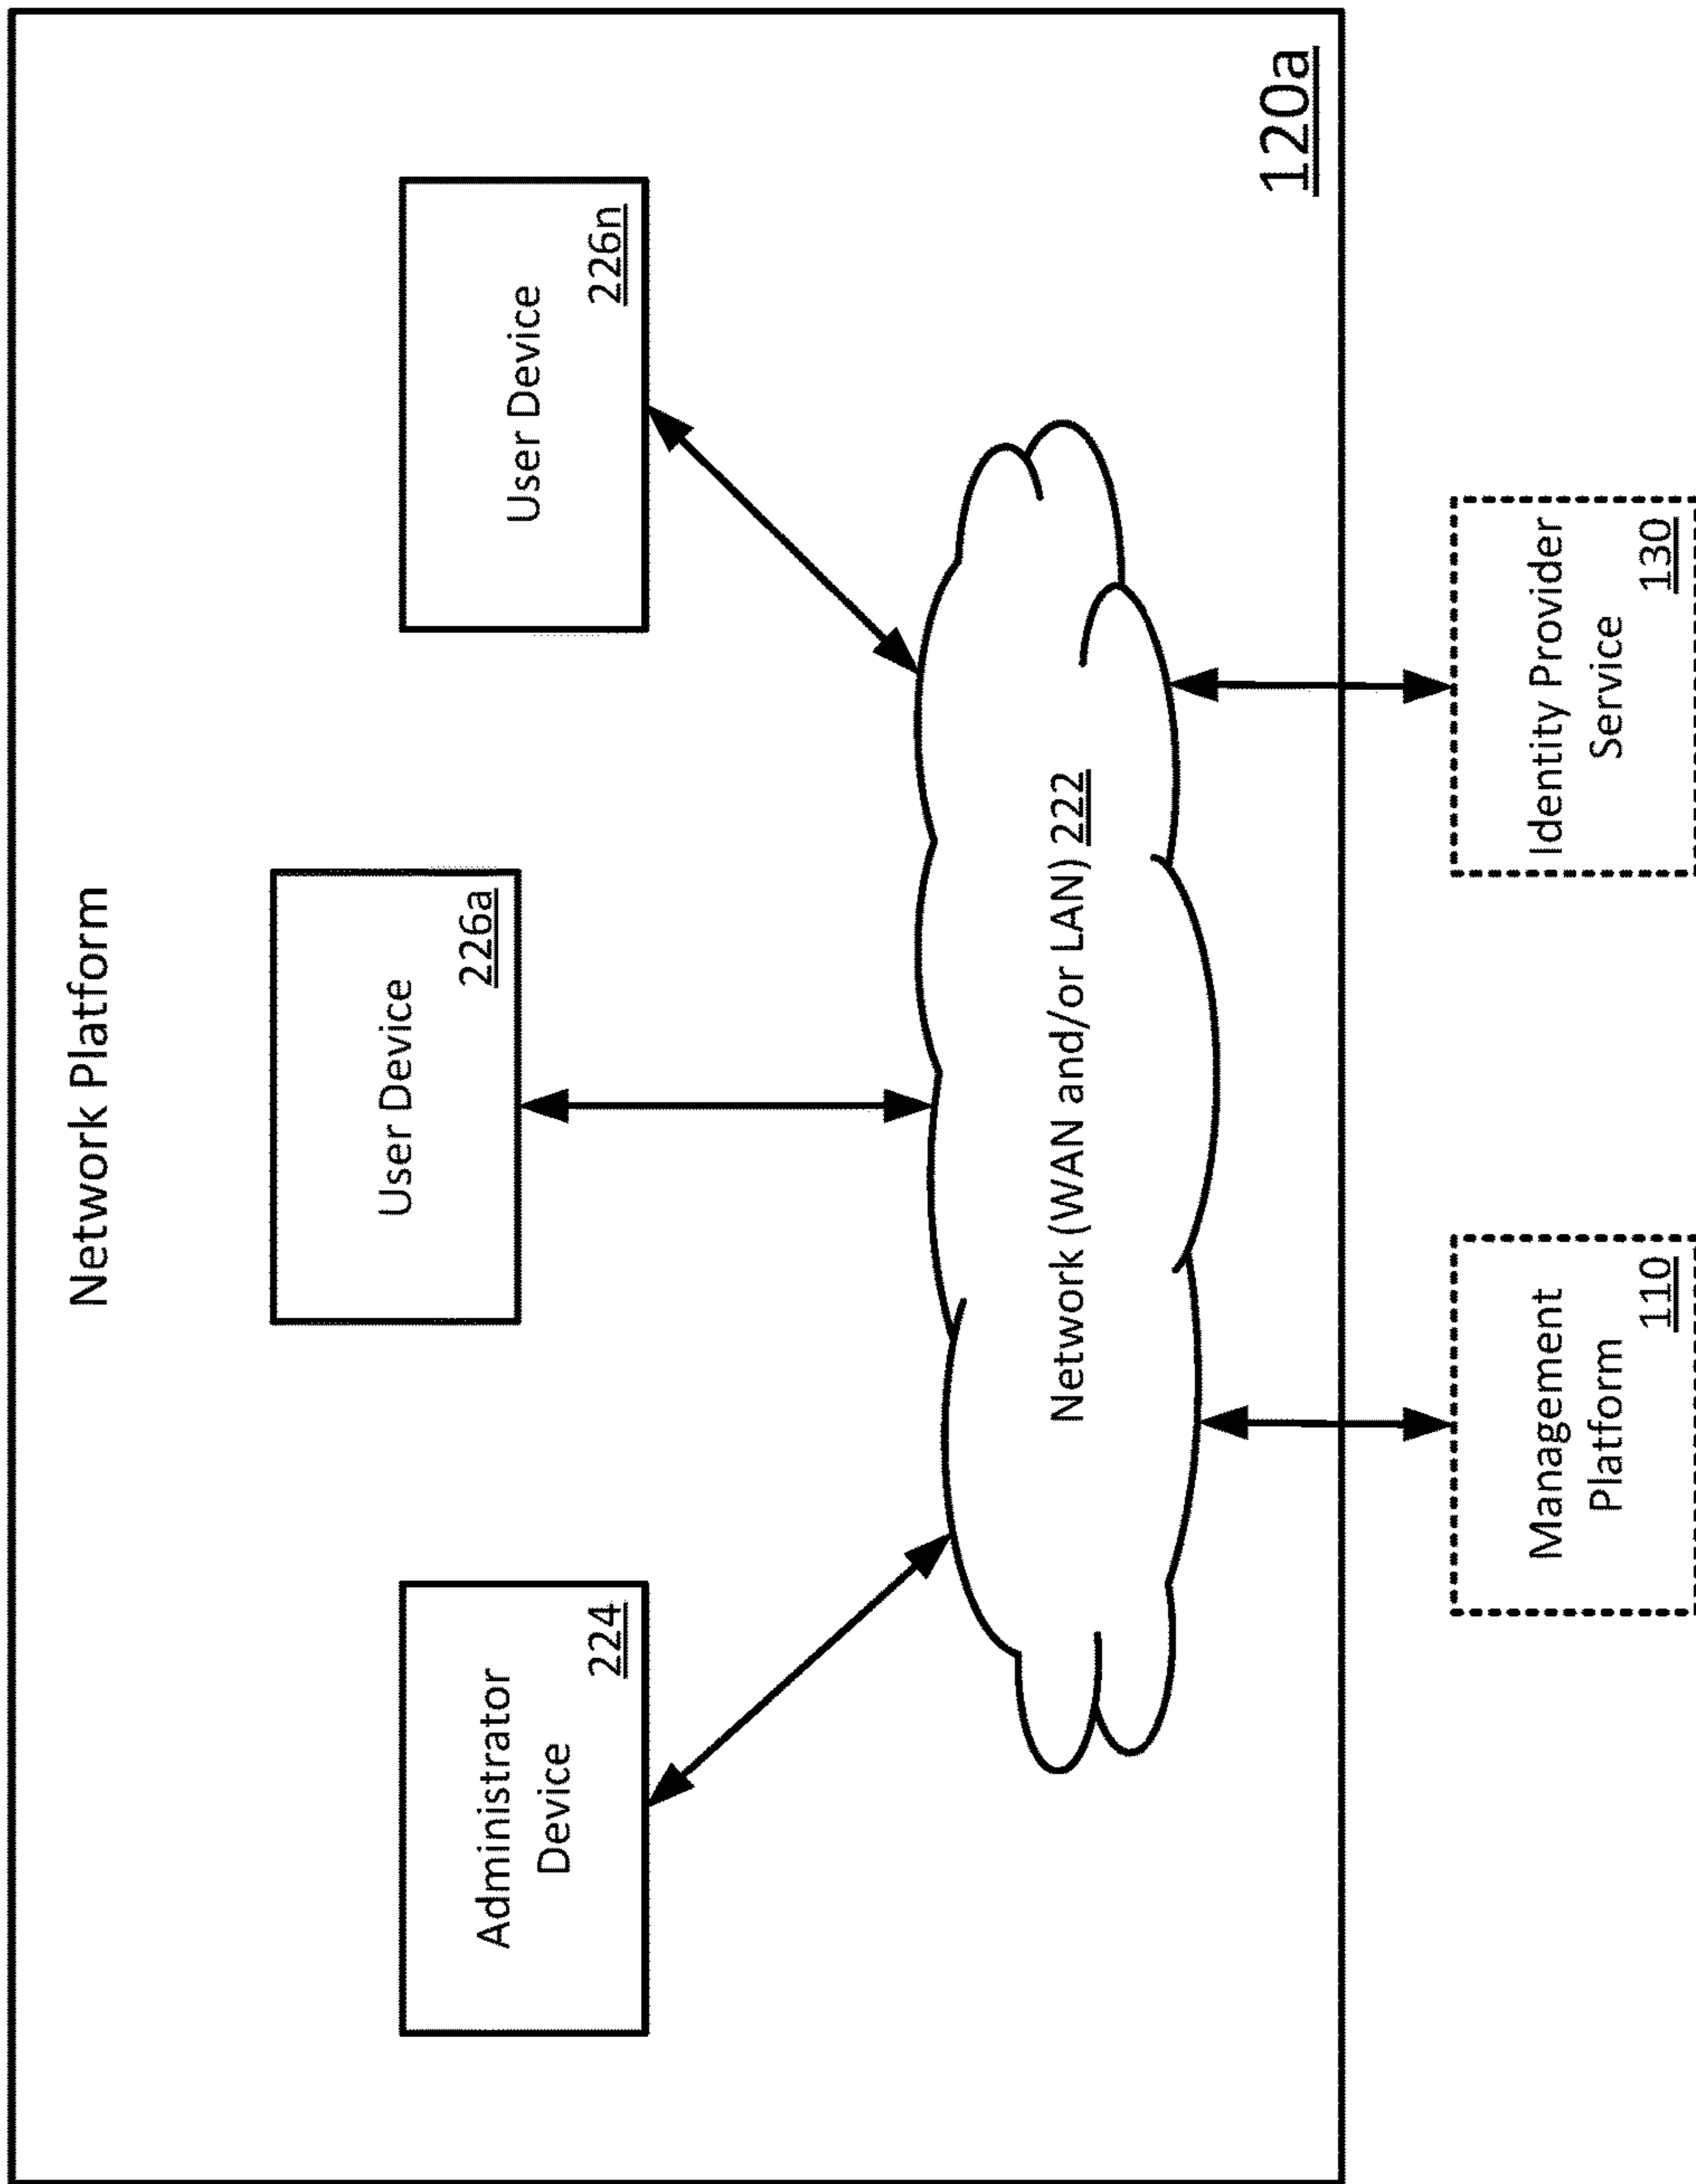 Network Platform
User Device
226a
Administrator
Device
224
User Device
226n
Network (WAN and/or LAN) 222
120a
Management
Platform
110
Identity Provider
Service
130